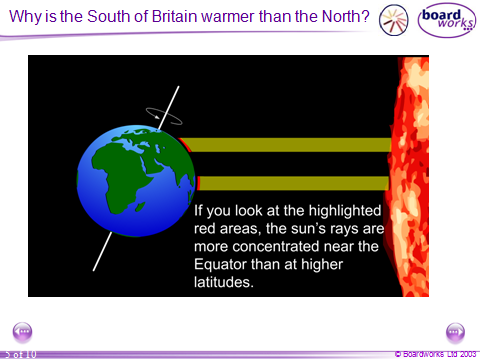 Why is the South of Britain warmer than the North?
board
works
If you look at the highlighted
red areas, the sun's rays are
more concentrated near the
Equator than at higher
latitudes.
5 of 10
© Boardworks Ltd 2003